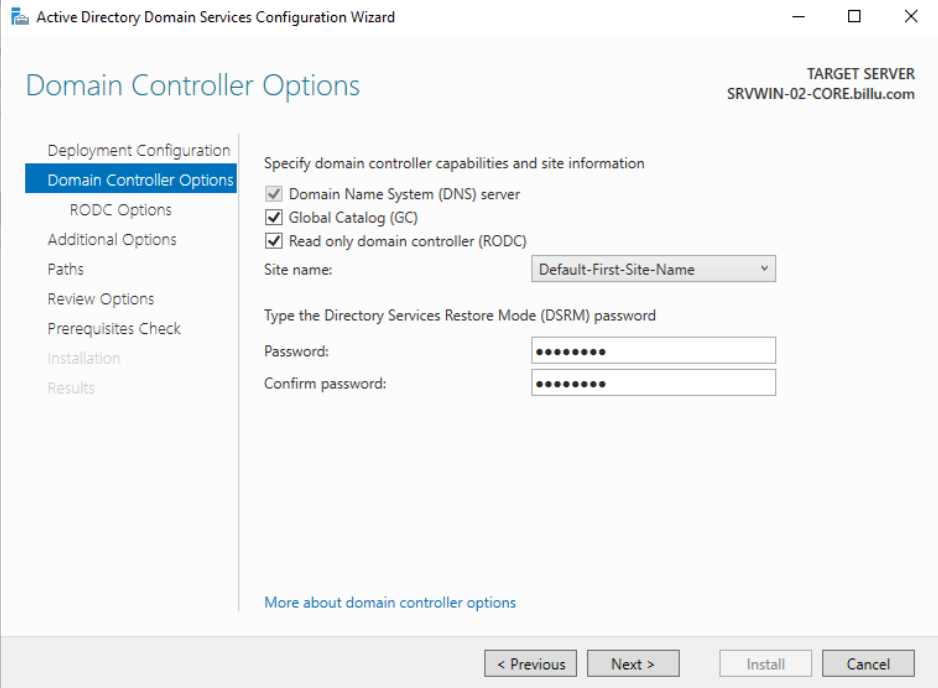 Active Directory Domain Services Configuration Wizard
Domain Controller Options
TARGET SERVER
SRVWIN-02-CORE.billu.com
Deployment Configuration
Domain Controller Options
RODC Options
Additional Options
Paths
Review Options
Prerequisites Check
Installation
Results
Specify domain controller capabilities and site information
Domain Name System (DNS) server
Global Catalog (GC)
Read only domain controller (RODC)
Site name:
Default-First-Site-Name
Type the Directory Services Restore Mode (DSRM) password
Password:
●●●●●●●●
Confirm password:
●●●●●●●●
More about domain controller options
< Previous
Next >
Install
Cancel